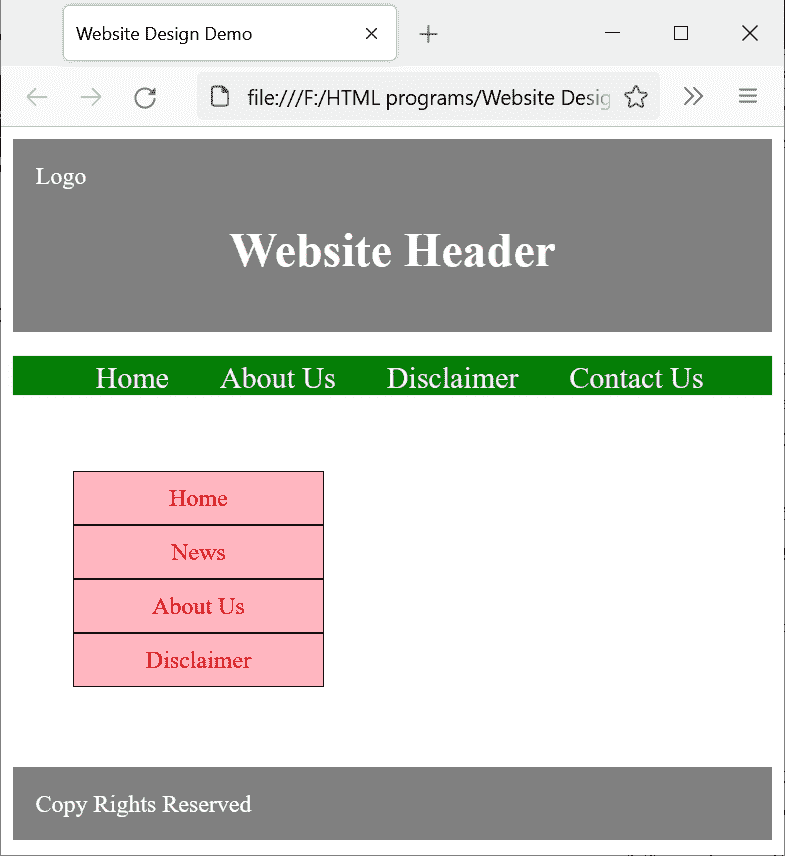 Website Design Demo
file:///F:/HTML programs/Website Desig
Logo
Website Header
Home About Us Disclaimer Contact Us
Home
News
About Us
Disclaimer
Copy Rights Reserved